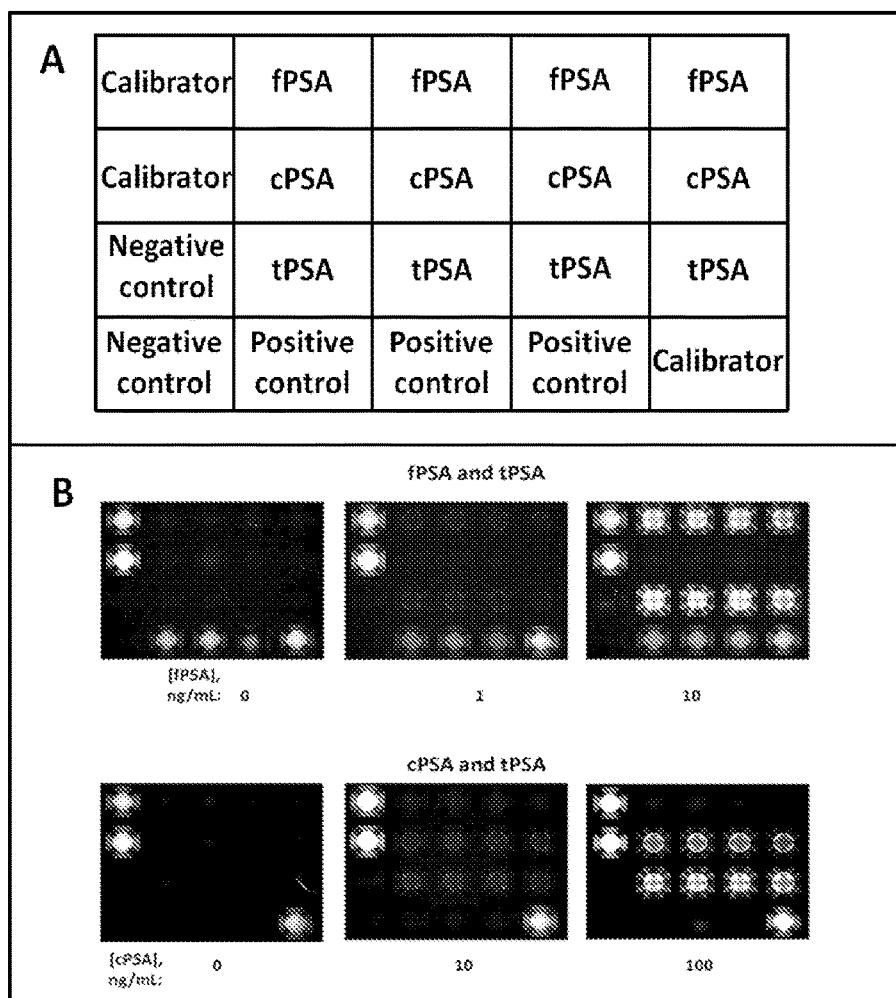 A
Calibrator fPSA fPSA fPSA fPSA
Calibrator cPSA cPSA cPSA cPSA
Negative
control tPSA tPSA tPSA tPSA
Negative Positive Positive Positive
control control control control Calibrator
B
fPSA and tPSA
[fPSA],
ng/mL: 0 1 10
cPSA and tPSA
[cPSA], 
ng/mL: 0 10 100